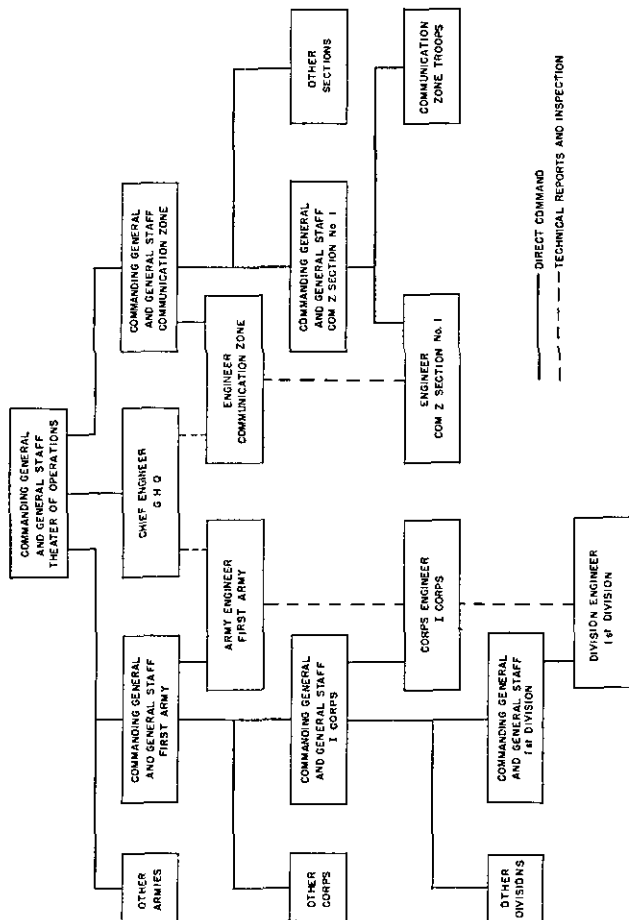 COMMANDING GENERAL
AND GENERAL STAFF
THEATER OF OPERATIONS
OTHER
ARMIES
COMMANDING GENERAL
AND GENERAL STAFF
FIRST ARMY
CHIEF ENGINEER
G H Q
COMMANDING GENERAL
AND GENERAL STAFF
COMMUNICATION ZONE
ARMY ENGINEER
FIRST ARMY
ENGINEER
COMMUNICATION ZONE
OTHER
CORPS
COMMANDING GENERAL
AND GENERAL STAFF
I CORPS
COMMANDING GENERAL
AND GENERAL STAFF
COM Z SECTION No 1
OTHER
SECTIONS
CORPS ENGINEER
I CORPS
ENGINEER
COM Z SECTION No. 1
COMMUNICATION
ZONE TROOPS
OTHER
DIVISIONS
COMMANDING GENERAL
AND GENERAL STAFF
1st DIVISION
DIVISION ENGINEER
1st DIVISION
DIRECT COMMAND
TECHNICAL REPORTS AND INSPECTION